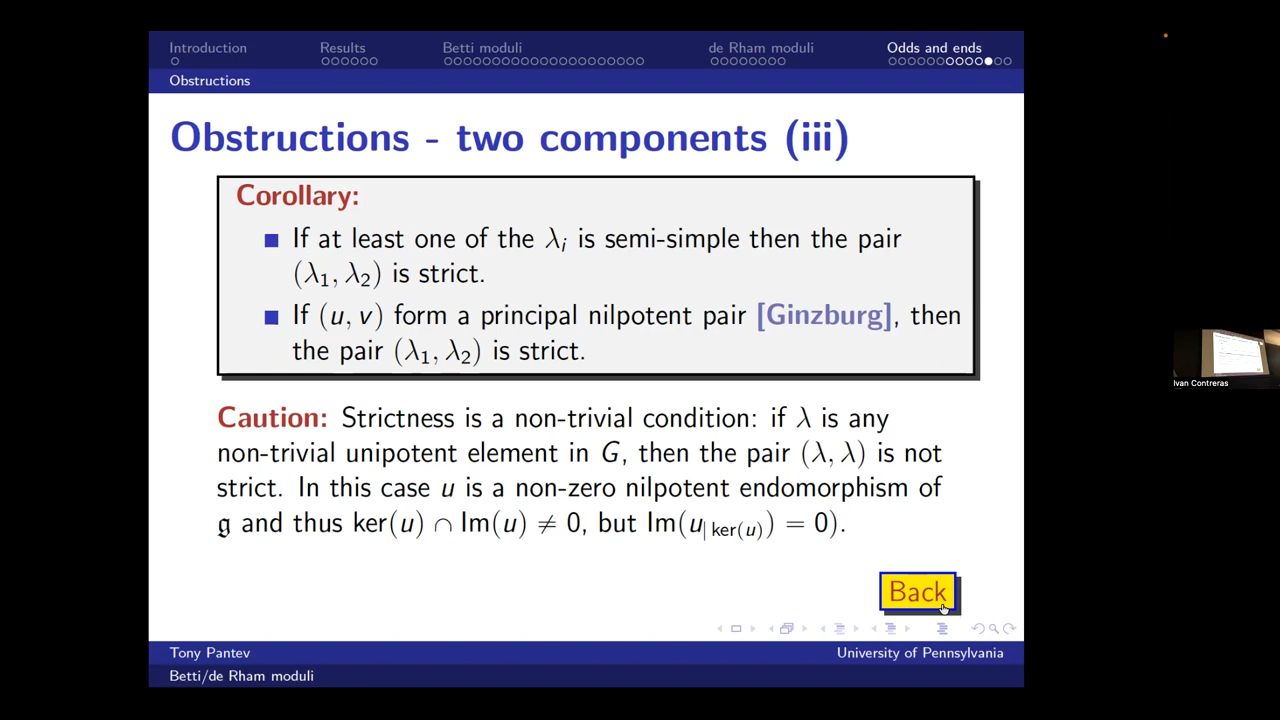 Introduction Results Betti moduli de Rham moduli Odds and ends
Obstructions
Obstructions - two components (iii)
Corollary:
If at least one of the λᵢ is semi-simple then the pair
(λ₁, λ₂) is strict.
If (u, v) form a principal nilpotent pair [Ginzburg], then
the pair (λ₁, λ₂) is strict.
Caution: Strictness is a non-trivial condition: if λ is any
non-trivial unipotent element in G, then the pair (λ, λ) is not
strict. In this case u is a non-zero nilpotent endomorphism of
𝔤 and thus ker(u) ∩ Im(u) ≠ 0, but Im(u| ker(u)) = 0).
Back
Tony Pantev University of Pennsylvania
Betti/de Rham moduli
Ivan Contreras